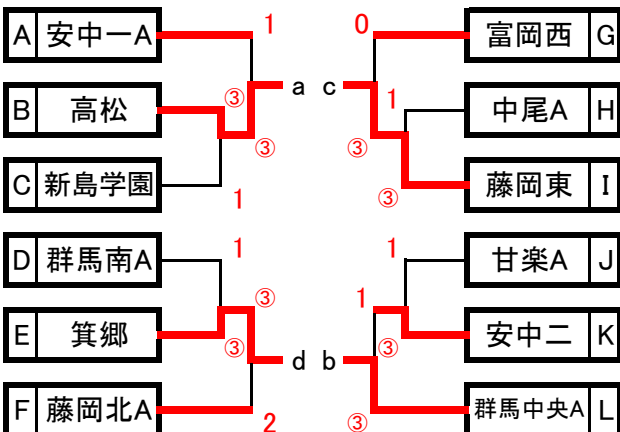 A 安中一A 1 0 富岡西 G
a c
B 高松 ③ 1 中尾A H
③ ③
C 新島学園 1 ③ 藤岡東 I
D 群馬南A 1 1 甘楽A J
③ 1
E 箕郷 ③ ③ 安中二 K
d b
F 藤岡北A 2 ③ 群馬中央A L